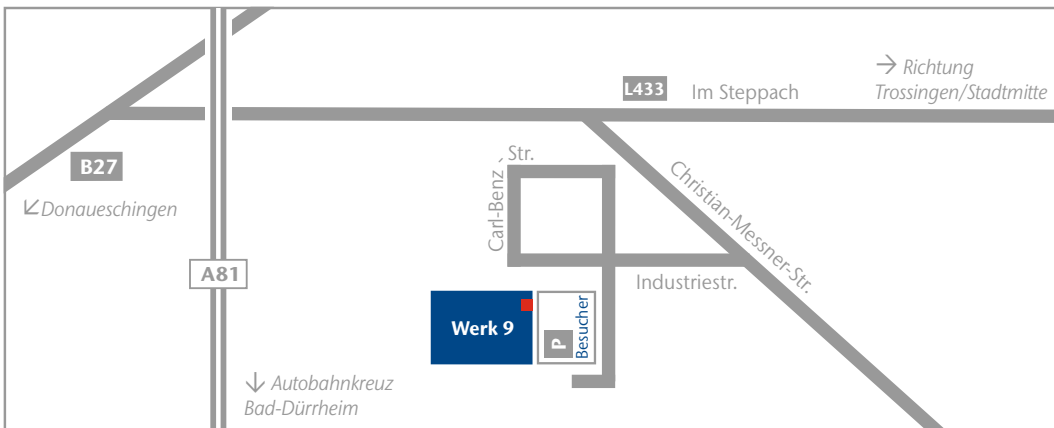 → Richtung
Trossingen/Stadtmitte
L433
Im Steppach
B27
↙Donaueschingen
Carl-Benz-Str.
Christian-Messner-Str.
A81
Industriestr.
Werk 9
P
Besucher
↓ Autobahnkreuz
Bad-Dürrheim